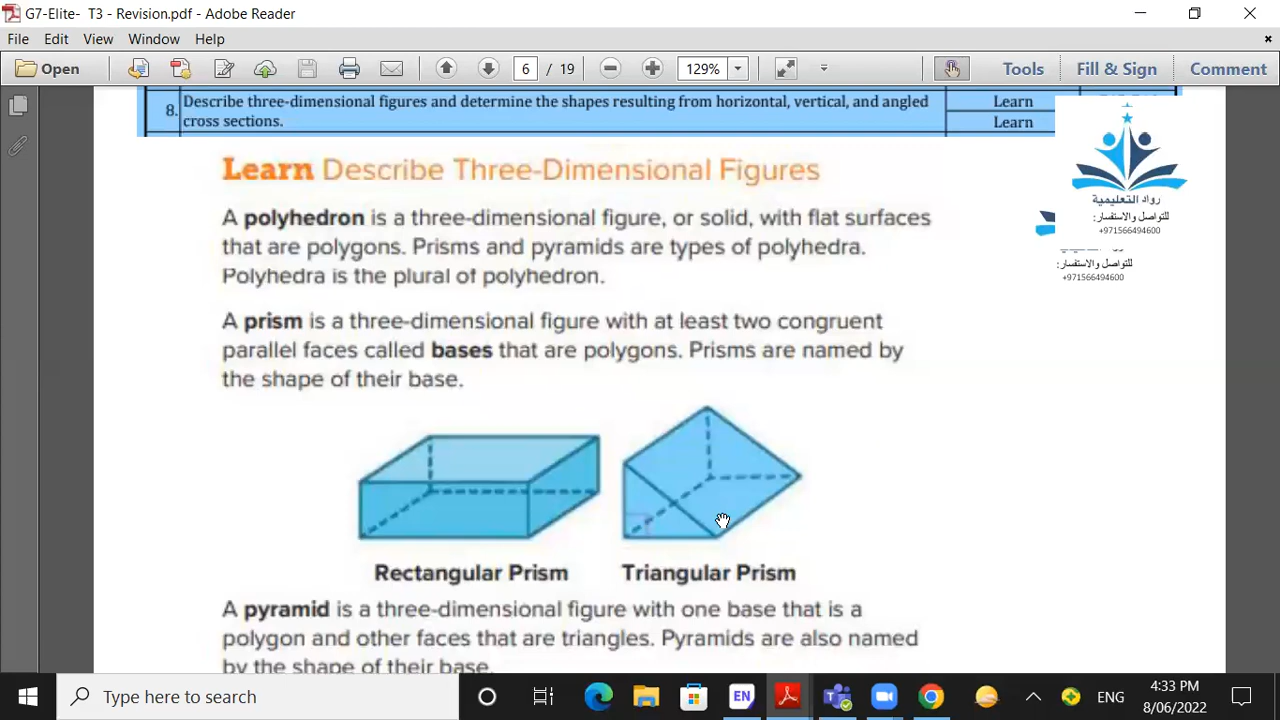 G7-Elite- T3 - Revision.pdf - Adobe Reader
File Edit View Window Help
Open 6 / 19 129% Tools Fill & Sign Comment
8. Describe three-dimensional figures and determine the shapes resulting from horizontal, vertical, and angled Learn
cross sections. Learn
رواد التعليمية
للتواصل والاستفسار:
+971566494600
للتواصل والاستفسار:
+971566494600
Learn Describe Three-Dimensional Figures
A polyhedron is a three-dimensional figure, or solid, with flat surfaces
that are polygons. Prisms and pyramids are types of polyhedra.
Polyhedra is the plural of polyhedron.
A prism is a three-dimensional figure with at least two congruent
parallel faces called bases that are polygons. Prisms are named by
the shape of their base.
Rectangular Prism Triangular Prism
A pyramid is a three-dimensional figure with one base that is a
polygon and other faces that are triangles. Pyramids are also named
by the shape of their base.
Type here to search
EN
ENG
4:33 PM
8/06/2022